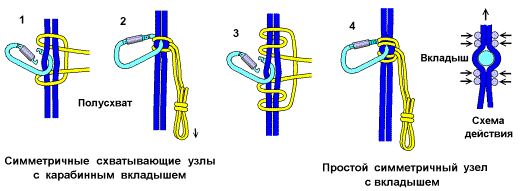 1
2
3
4
Вкладыш
Полусхват
Схема
действия
Симметричные схватывающие узлы
с карабинным вкладышем
Простой симметричный узел
с вкладышем